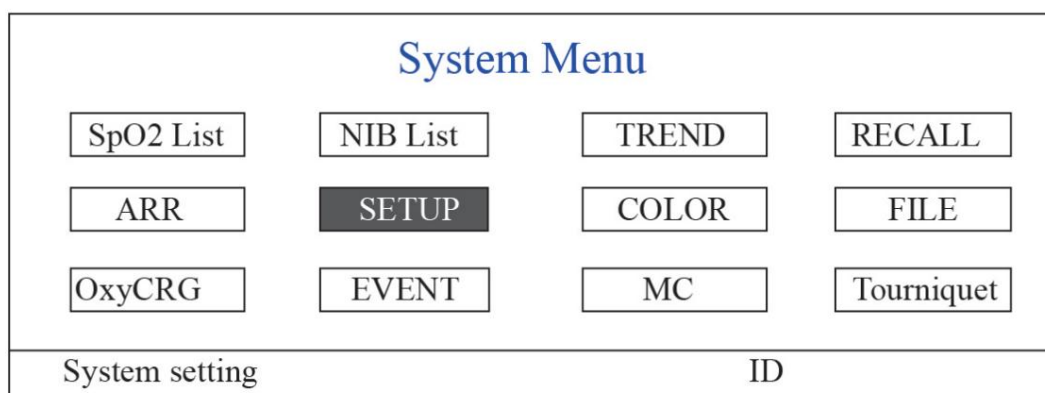 System Menu
SpO2 List NIB List TREND RECALL
ARR SETUP COLOR FILE
OxyCRG EVENT MC Tourniquet
System setting ID